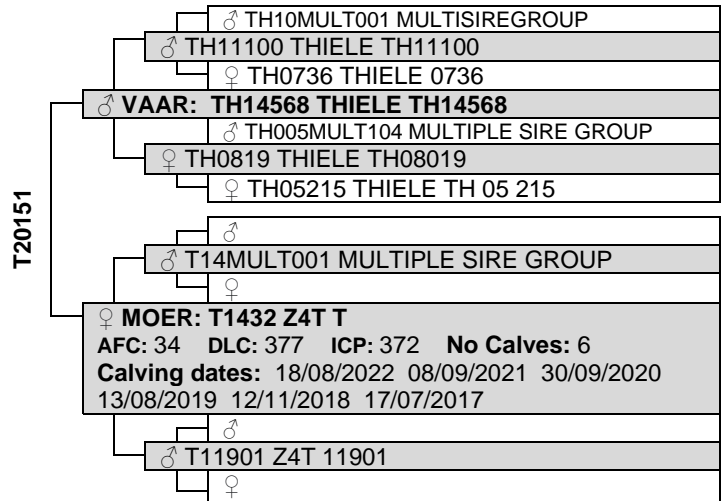 ♂ TH10MULT001 MULTISIREGROUP
♂ TH11100 THIELE TH11100
♀ TH0736 THIELE 0736
♂ VAAR: TH14568 THIELE TH14568
♂ TH005MULT104 MULTIPLE SIRE GROUP
♀ TH0819 THIELE TH08019
♀ TH05215 THIELE TH 05 215
T20151
♂
♂ T14MULT001 MULTIPLE SIRE GROUP
♀
♀ MOER: T1432 Z4T T
AFC: 34 DLC: 377 ICP: 372 No Calves: 6
Calving dates: 18/08/2022 08/09/2021 30/09/2020
13/08/2019 12/11/2018 17/07/2017
♂
♂ T11901 Z4T 11901
♀